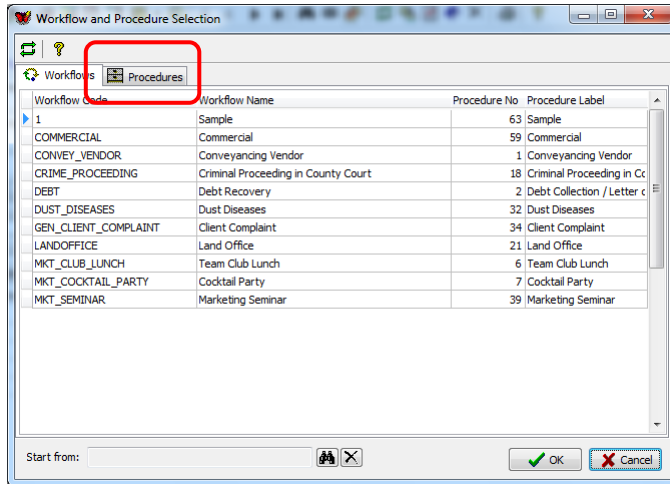 Workflow and Procedure Selection
Workflows Procedures
Workflow Code Workflow Name Procedure No Procedure Label
1 Sample 63 Sample
COMMERCIAL Commercial 59 Commercial
CONVEY_VENDOR Conveyancing Vendor 1 Conveyancing Vendor
CRIME_PROCEEDING Criminal Proceeding in County Court 18 Criminal Proceeding in Cc
DEBT Debt Recovery 2 Debt Collection / Letter c
DUST_DISEASES Dust Diseases 32 Dust Diseases
GEN_CLIENT_COMPLAINT Client Complaint 34 Client Complaint
LANDOFFICE Land Office 21 Land Office
MKT_CLUB_LUNCH Team Club Lunch 6 Team Club Lunch
MKT_COCKTAIL_PARTY Cocktail Party 7 Cocktail Party
MKT_SEMINAR Marketing Seminar 39 Marketing Seminar
Start from: OK Cancel